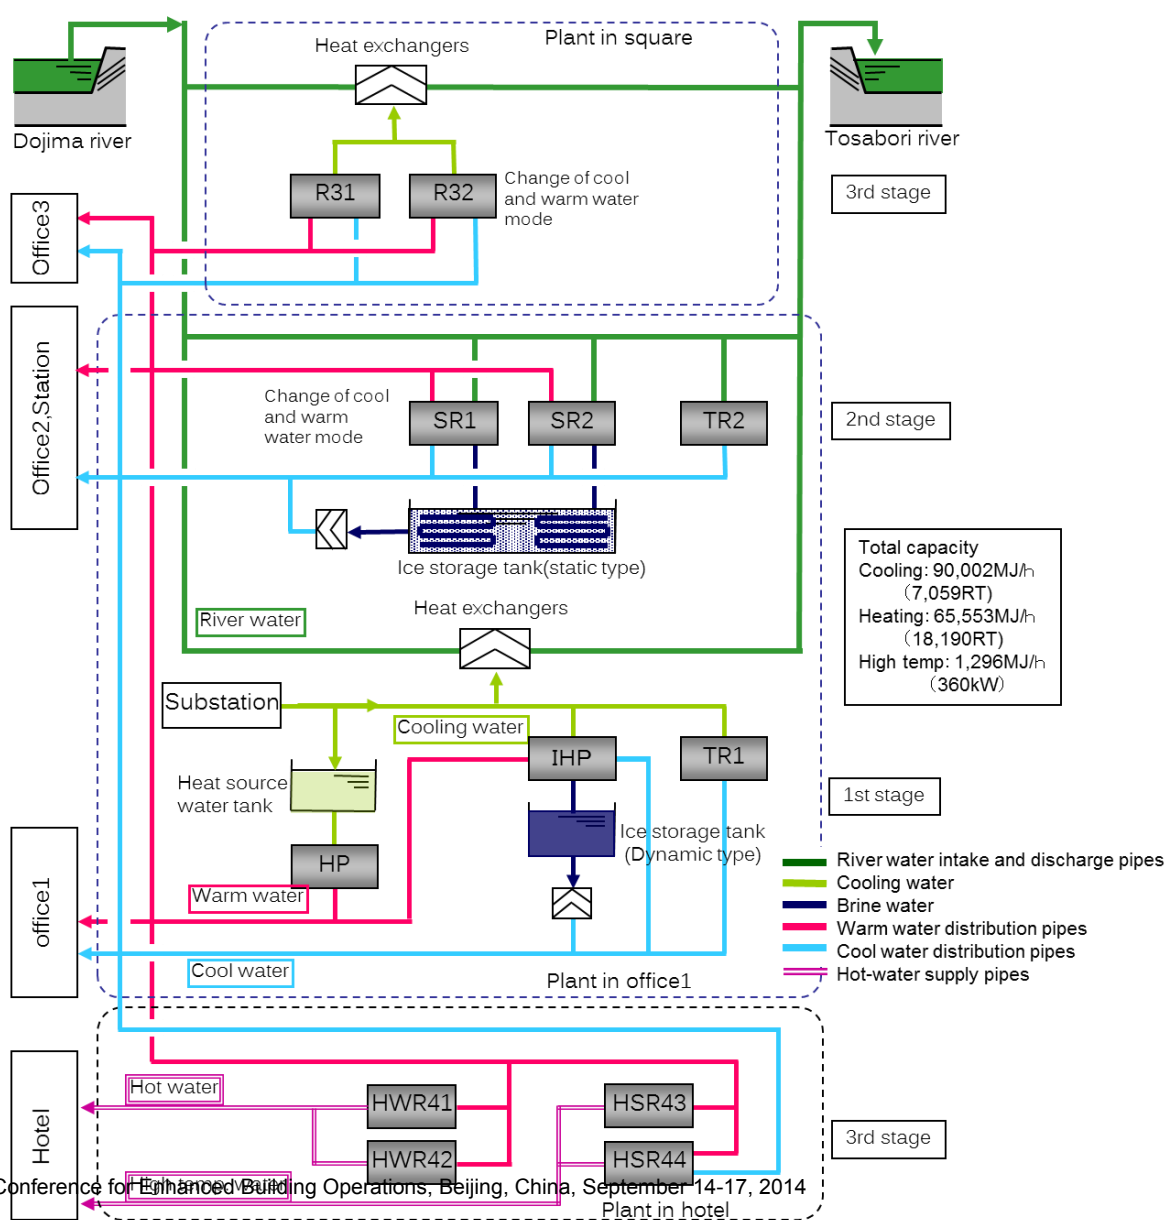 Plant in square
Heat exchangers
Dojima river
Tosabori river
R31
R32
Change of cool
and warm water
mode
3rd stage
Office3
Office2,Station
Change of cool
and warm
water mode
SR1
SR2
TR2
2nd stage
Ice storage tank(static type)
Total capacity
Cooling: 90,002MJ/h
(7,059RT)
Heating: 65,553MJ/h
(18,190RT)
High temp: 1,296MJ/h
(360kW)
River water
Heat exchangers
Substation
Cooling water
IHP
TR1
Heat source
water tank
1st stage
Ice storage tank
(Dynamic type)
HP
office1
Warm water
Cool water
Plant in office1
River water intake and discharge pipes
Cooling water
Brine water
Warm water distribution pipes
Cool water distribution pipes
Hot-water supply pipes
Hotel
Hot water
HWR41
HSR43
HWR42
HSR44
3rd stage
High temp. water
Conference for Enhanced Building Operations, Beijing, China, September 14-17, 2014
Plant in hotel